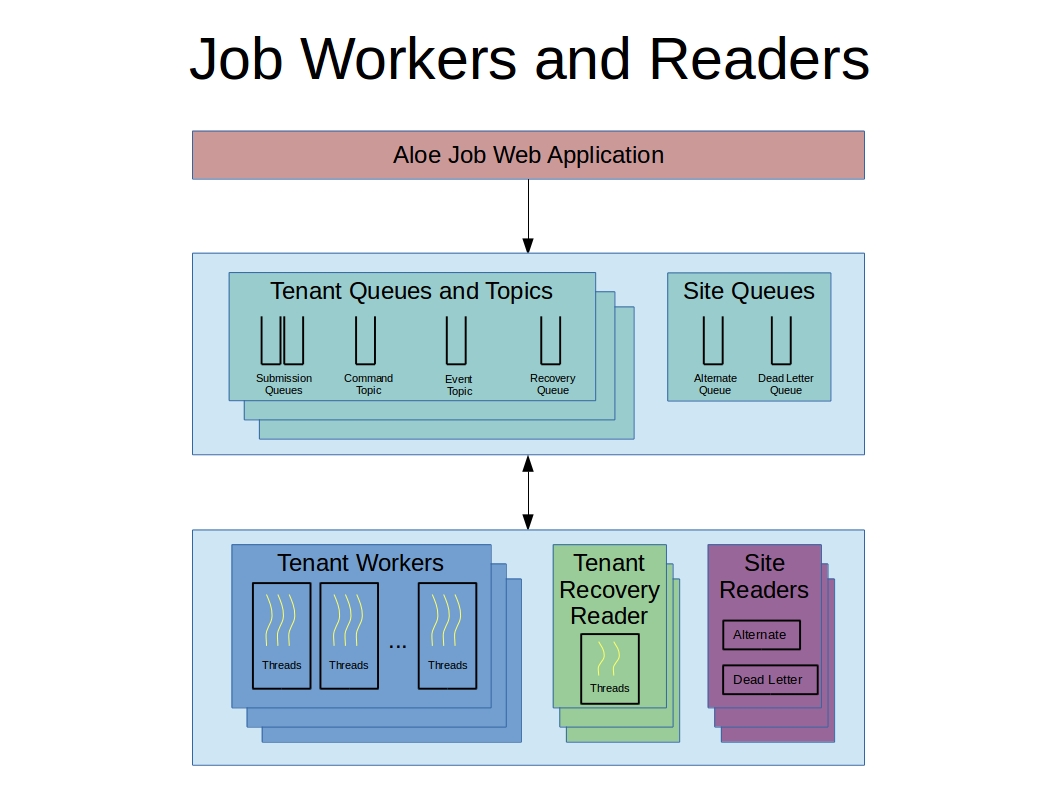 Job Workers and Readers
Aloe Job Web Application
Tenant Queues and Topics
Submission
Queues
Command
Topic
Event
Topic
Recovery
Queue
Site Queues
Alternate
Queue
Dead Letter
Queue
Tenant Workers
Threads
Threads
...
Threads
Tenant
Recovery
Reader
Threads
Site
Readers
Alternate
Dead Letter